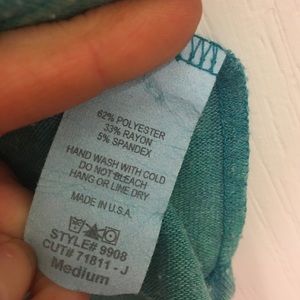 62% POLYESTER
33% RAYON
5% SPANDEX
HAND WASH WITH COLD
DO NOT BLEACH
HANG OR LINE DRY
MADE IN U.S.A.
STYLE# 9908
CUT# 71811 - J
Medium